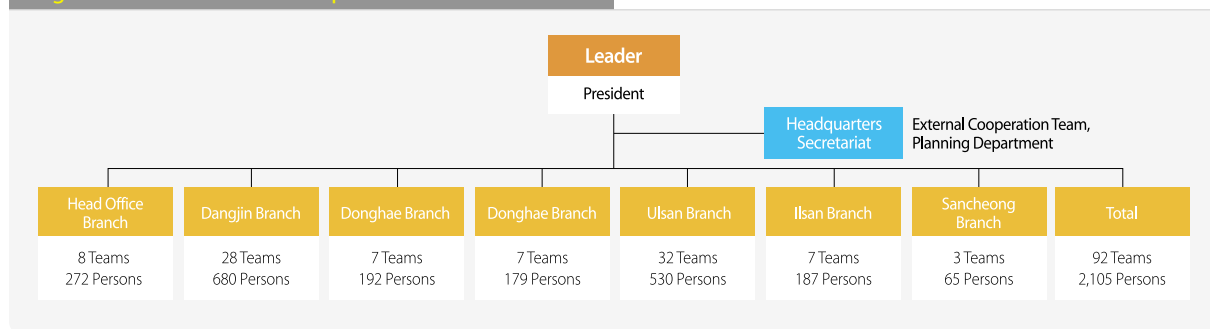 Leader
President
Headquarters
Secretariat
External Cooperation Team,
Planning Department
Head Office
Branch
8 Teams
272 Persons
Dangjin Branch
28 Teams
680 Persons
Donghae Branch
7 Teams
192 Persons
Donghae Branch
7 Teams
179 Persons
Ulsan Branch
32 Teams
530 Persons
Ilsan Branch
7 Teams
187 Persons
Sancheong
Branch
3 Teams
65 Persons
Total
92 Teams
2,105 Persons